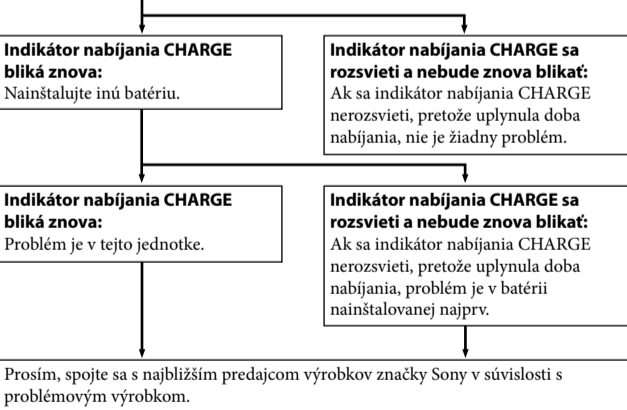 Indikátor nabíjania CHARGE
bliká znova:
Nainštalujte inú batériu.
Indikátor nabíjania CHARGE sa
rozsvieti a nebude znova blikať:
Ak sa indikátor nabíjania CHARGE
nerozsvieti, pretože uplynula doba
nabíjania, nie je žiadny problém.
Indikátor nabíjania CHARGE
bliká znova:
Problém je v tejto jednotke.
Indikátor nabíjania CHARGE sa
rozsvieti a nebude znova blikať:
Ak sa indikátor nabíjania CHARGE
nerozsvieti, pretože uplynula doba
nabíjania, problém je v batérii
nainštalovanej najprv.
Prosím, spojte sa s najbližším predajcom výrobkov značky Sony v súvislosti s
problémovým výrobkom.